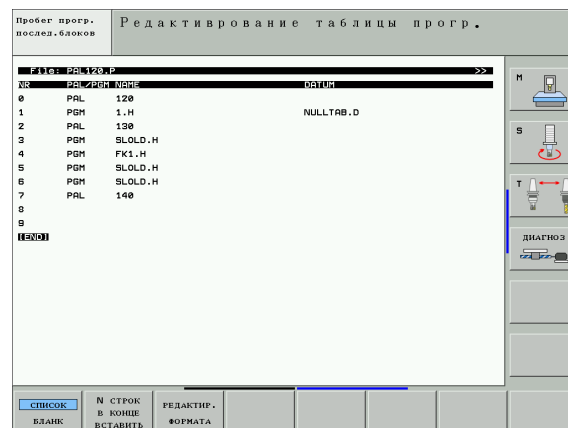 Пробег прогр.
послед.блоков
Редактиврование таблицы прогр.
File: PAL120.P >>
NR PAL/PGM NAME DATUM
0 PAL 120
1 PGM 1.H NULLTAB.D
2 PAL 130
3 PGM SLOLD.H
4 PGM FK1.H
5 PGM SLOLD.H
6 PGM SLOLD.H
7 PAL 140
8
9
[END]
M
S
T
ДИАГНОЗ
СПИСОК
БЛАНК
N СТРОК
В КОНЦЕ
ВСТАВИТЬ
РЕДАКТИР.
ФОРМАТА